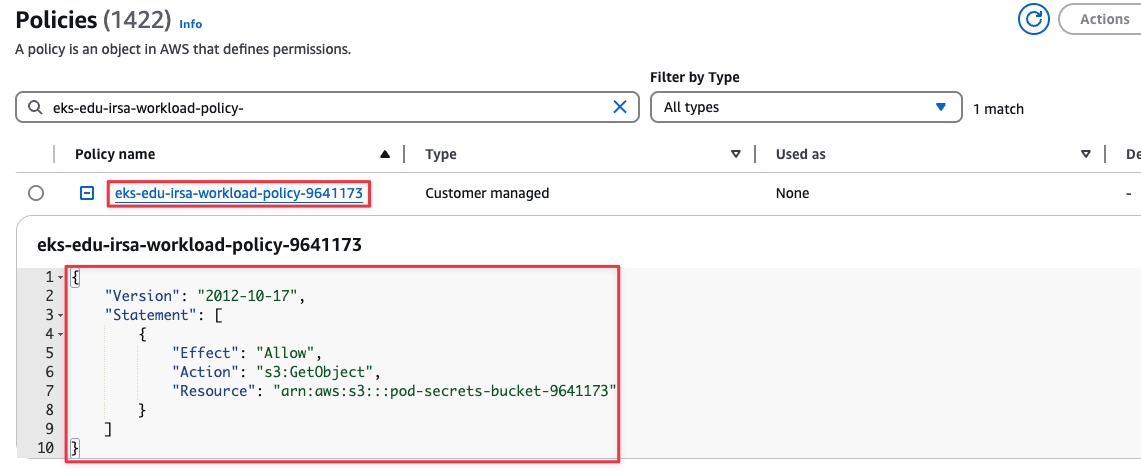 Policies (1422) Info
Actions
A policy is an object in AWS that defines permissions.
Filter by Type
eks-edu-irsa-workload-policy-
All types
1 match
Policy name Type Used as De
eks-edu-irsa-workload-policy-9641173 Customer managed None -
eks-edu-irsa-workload-policy-9641173
1 {
2 "Version": "2012-10-17",
3 "Statement": [
4 {
5 "Effect": "Allow",
6 "Action": "s3:GetObject",
7 "Resource": "arn:aws:s3:::pod-secrets-bucket-9641173"
8 }
9 ]
10 }